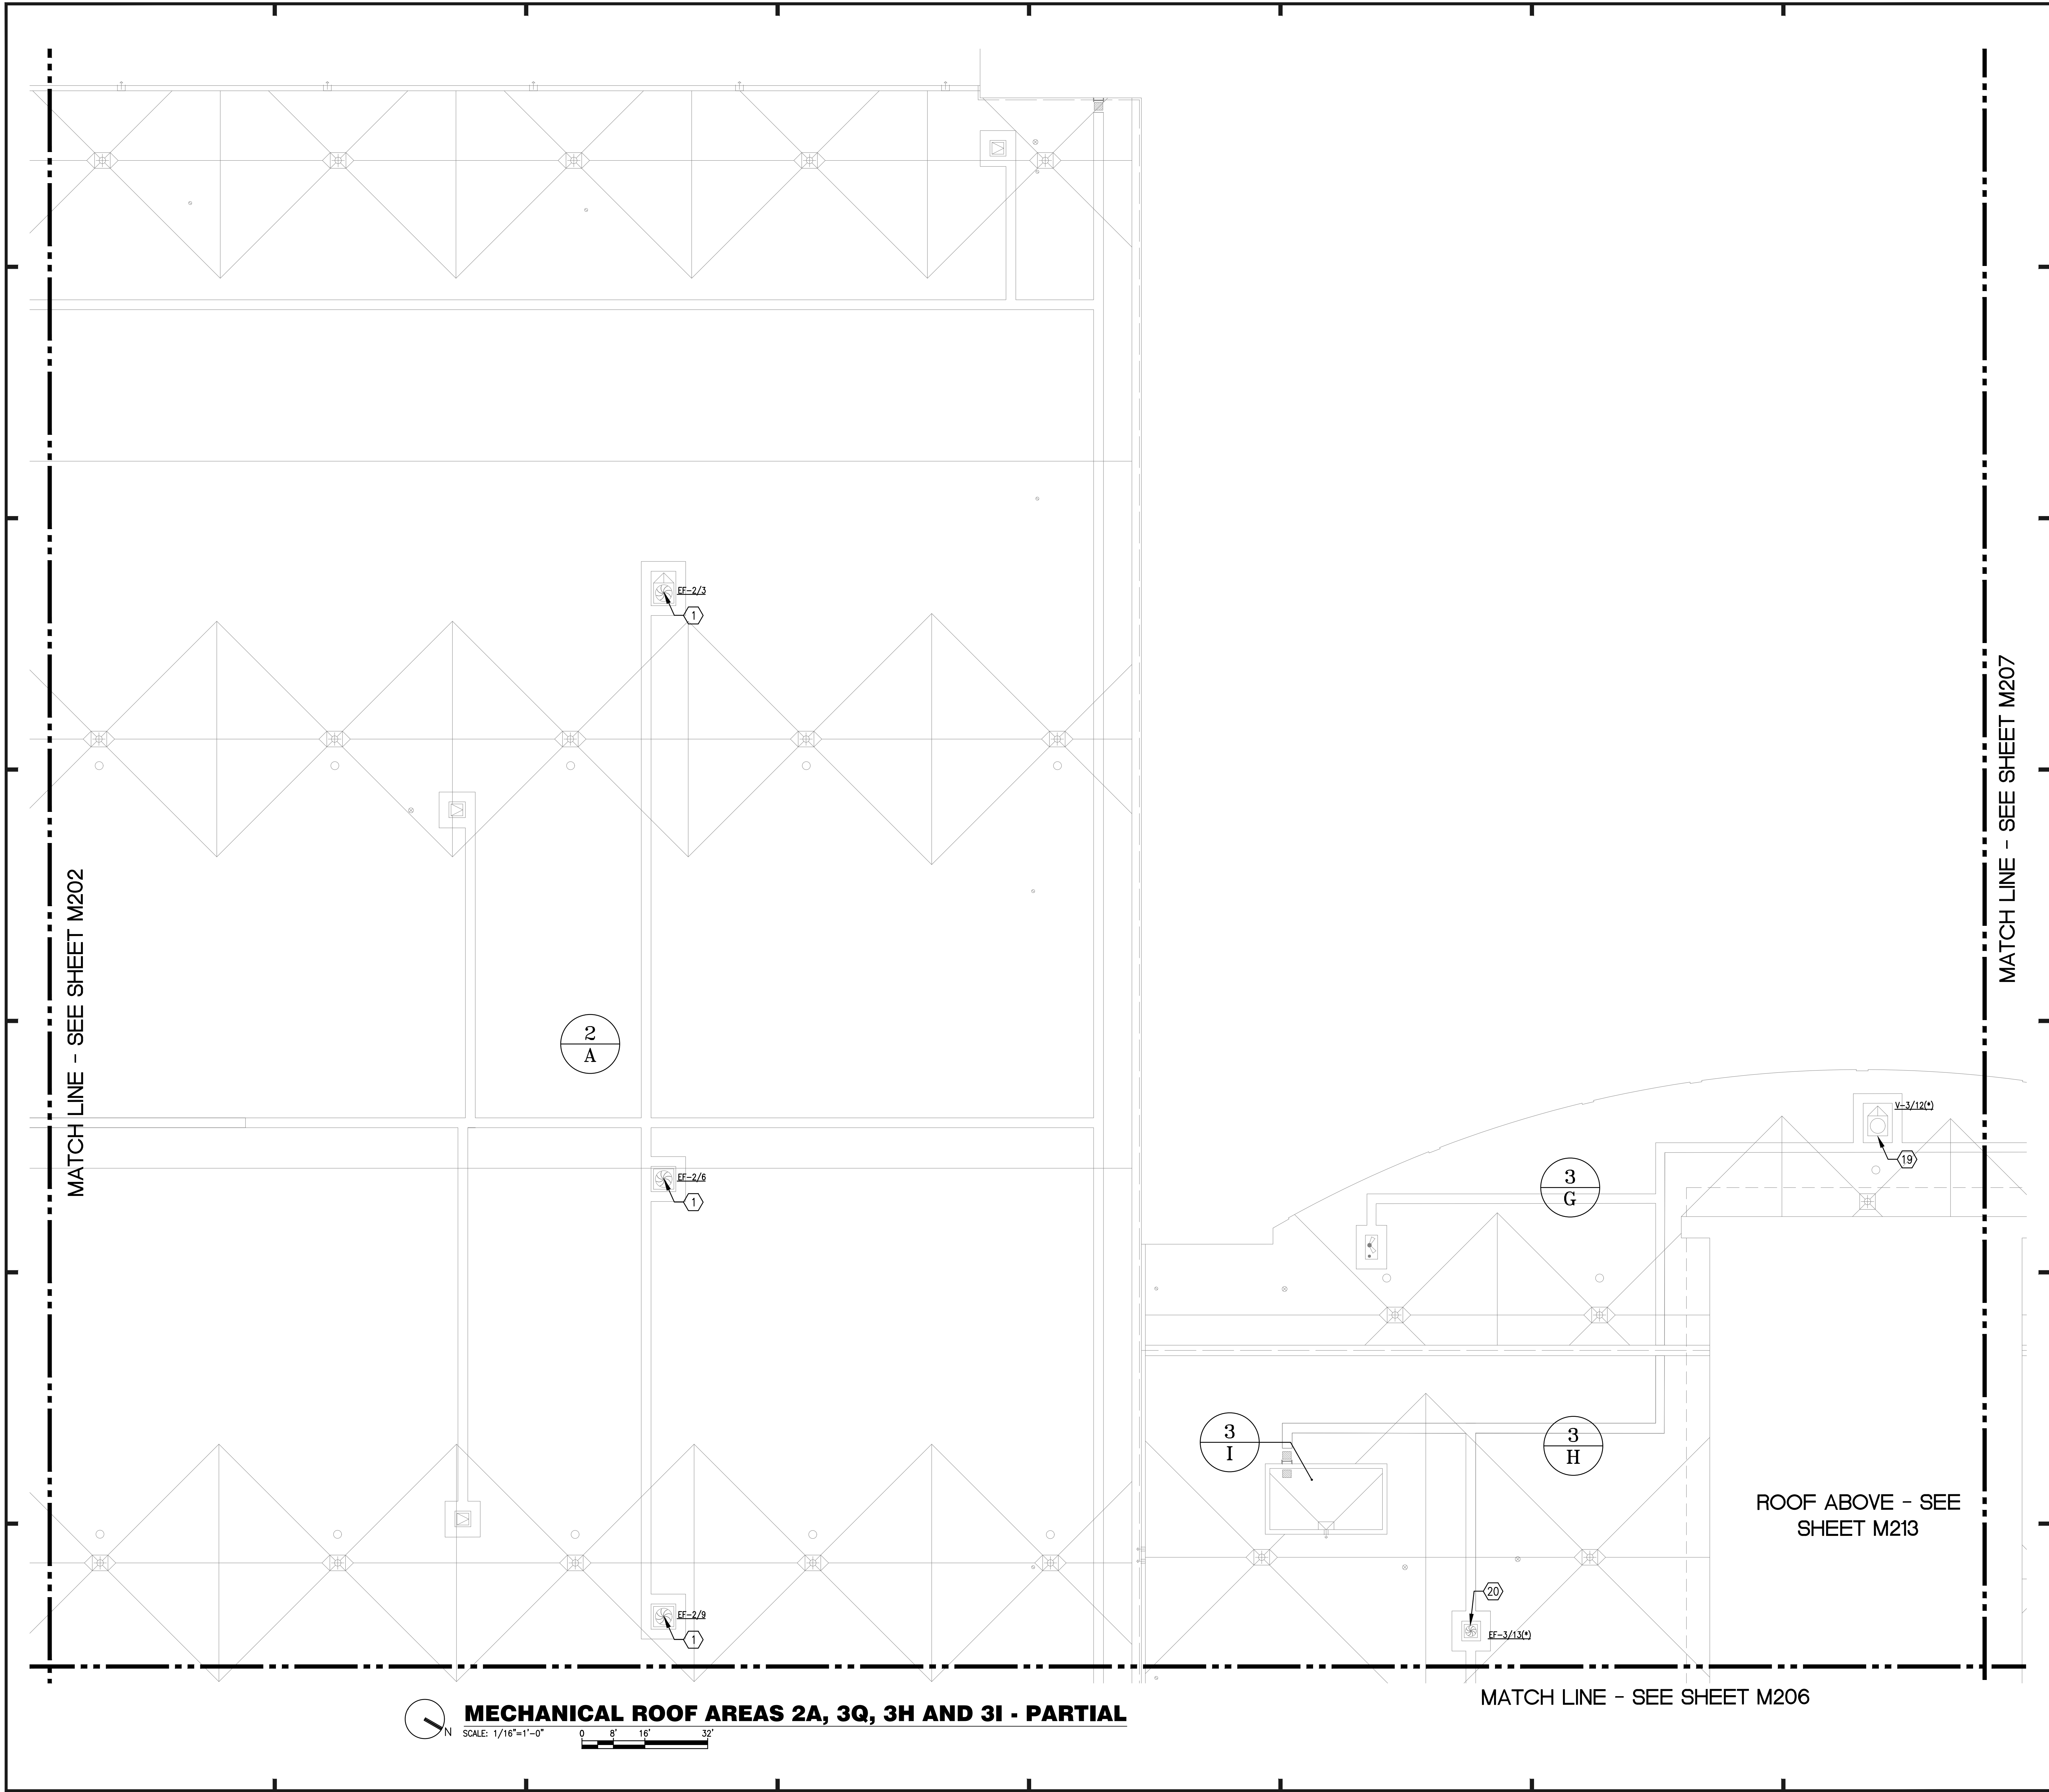 EF-2/3
1
MATCH LINE - SEE SHEET M202
MATCH LINE - SEE SHEET M207
2
A
V-3/12(*)
19
3
G
EF-2/6
1
3
I
3
H
ROOF ABOVE - SEE
SHEET M213
20
EF-2/9
1
EF-3/13(*)
MATCH LINE - SEE SHEET M206
N
MECHANICAL ROOF AREAS 2A, 3Q, 3H AND 3I - PARTIAL
SCALE: 1/16"=1'-0"
0 8' 16' 32'